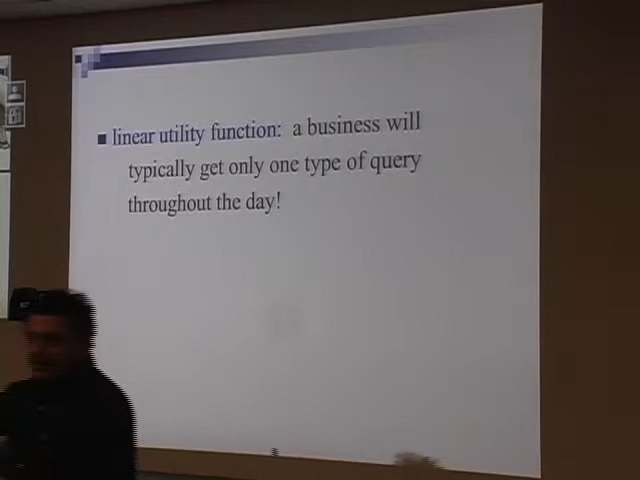 ■ linear utility function: a business will
typically get only one type of query
throughout the day!